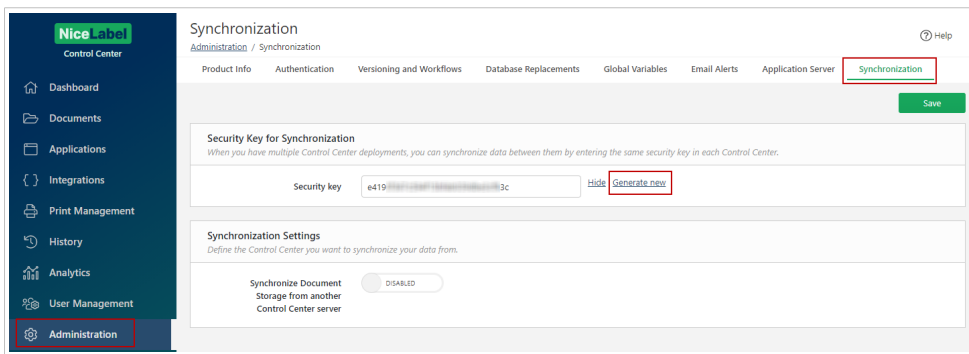 NiceLabel
Control Center
Dashboard
Documents
Applications
{ } Integrations
Print Management
History
Analytics
User Management
Administration
Synchronization
Administration / Synchronization
? Help
Product Info Authentication Versioning and Workflows Database Replacements Global Variables Email Alerts Application Server Synchronization
Save
Security Key for Synchronization
When you have multiple Control Center deployments, you can synchronize data between them by entering the same security key in each Control Center.
Security key e419 3c Hide Generate new
Synchronization Settings
Define the Control Center you want to synchronize your data from.
Synchronize Document DISABLED
Storage from another
Control Center server